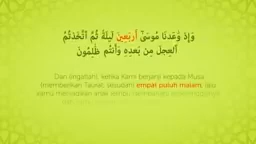 وَإِذْ وَٰعَدْنَا مُوسَىٰٓ أَرْبَعِينَ لَيْلَةً ثُمَّ ٱتَّخَذْتُمُ
ٱلْعِجْلَ مِنۢ بَعْدِهِۦ وَأَنتُمْ ظَٰلِمُونَ
Dan (ingatlah), ketika Kami berjanji kepada Musa
(memberikan Taurat, sesudah) empat puluh malam, lalu
kamu menjadikan anak lembu